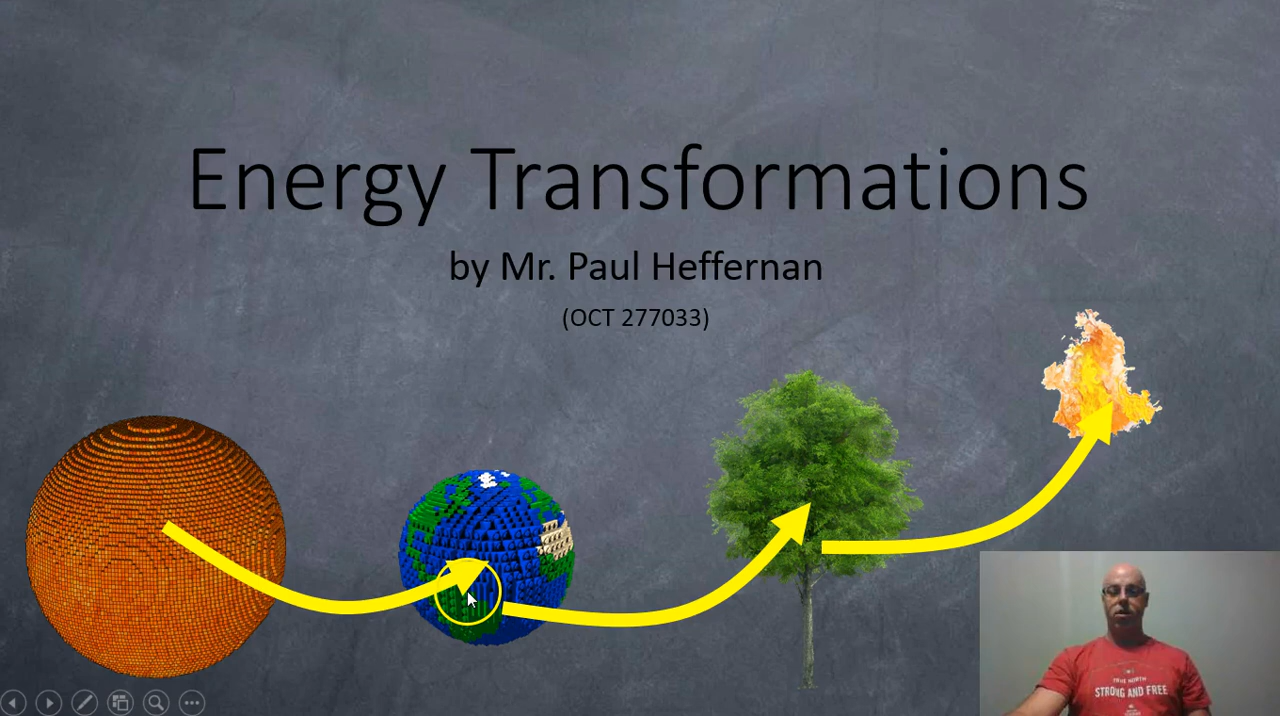 Energy Transformations
by Mr. Paul Heffernan
(OCT 277033)
TRUE NORTH
STRONG AND FREE